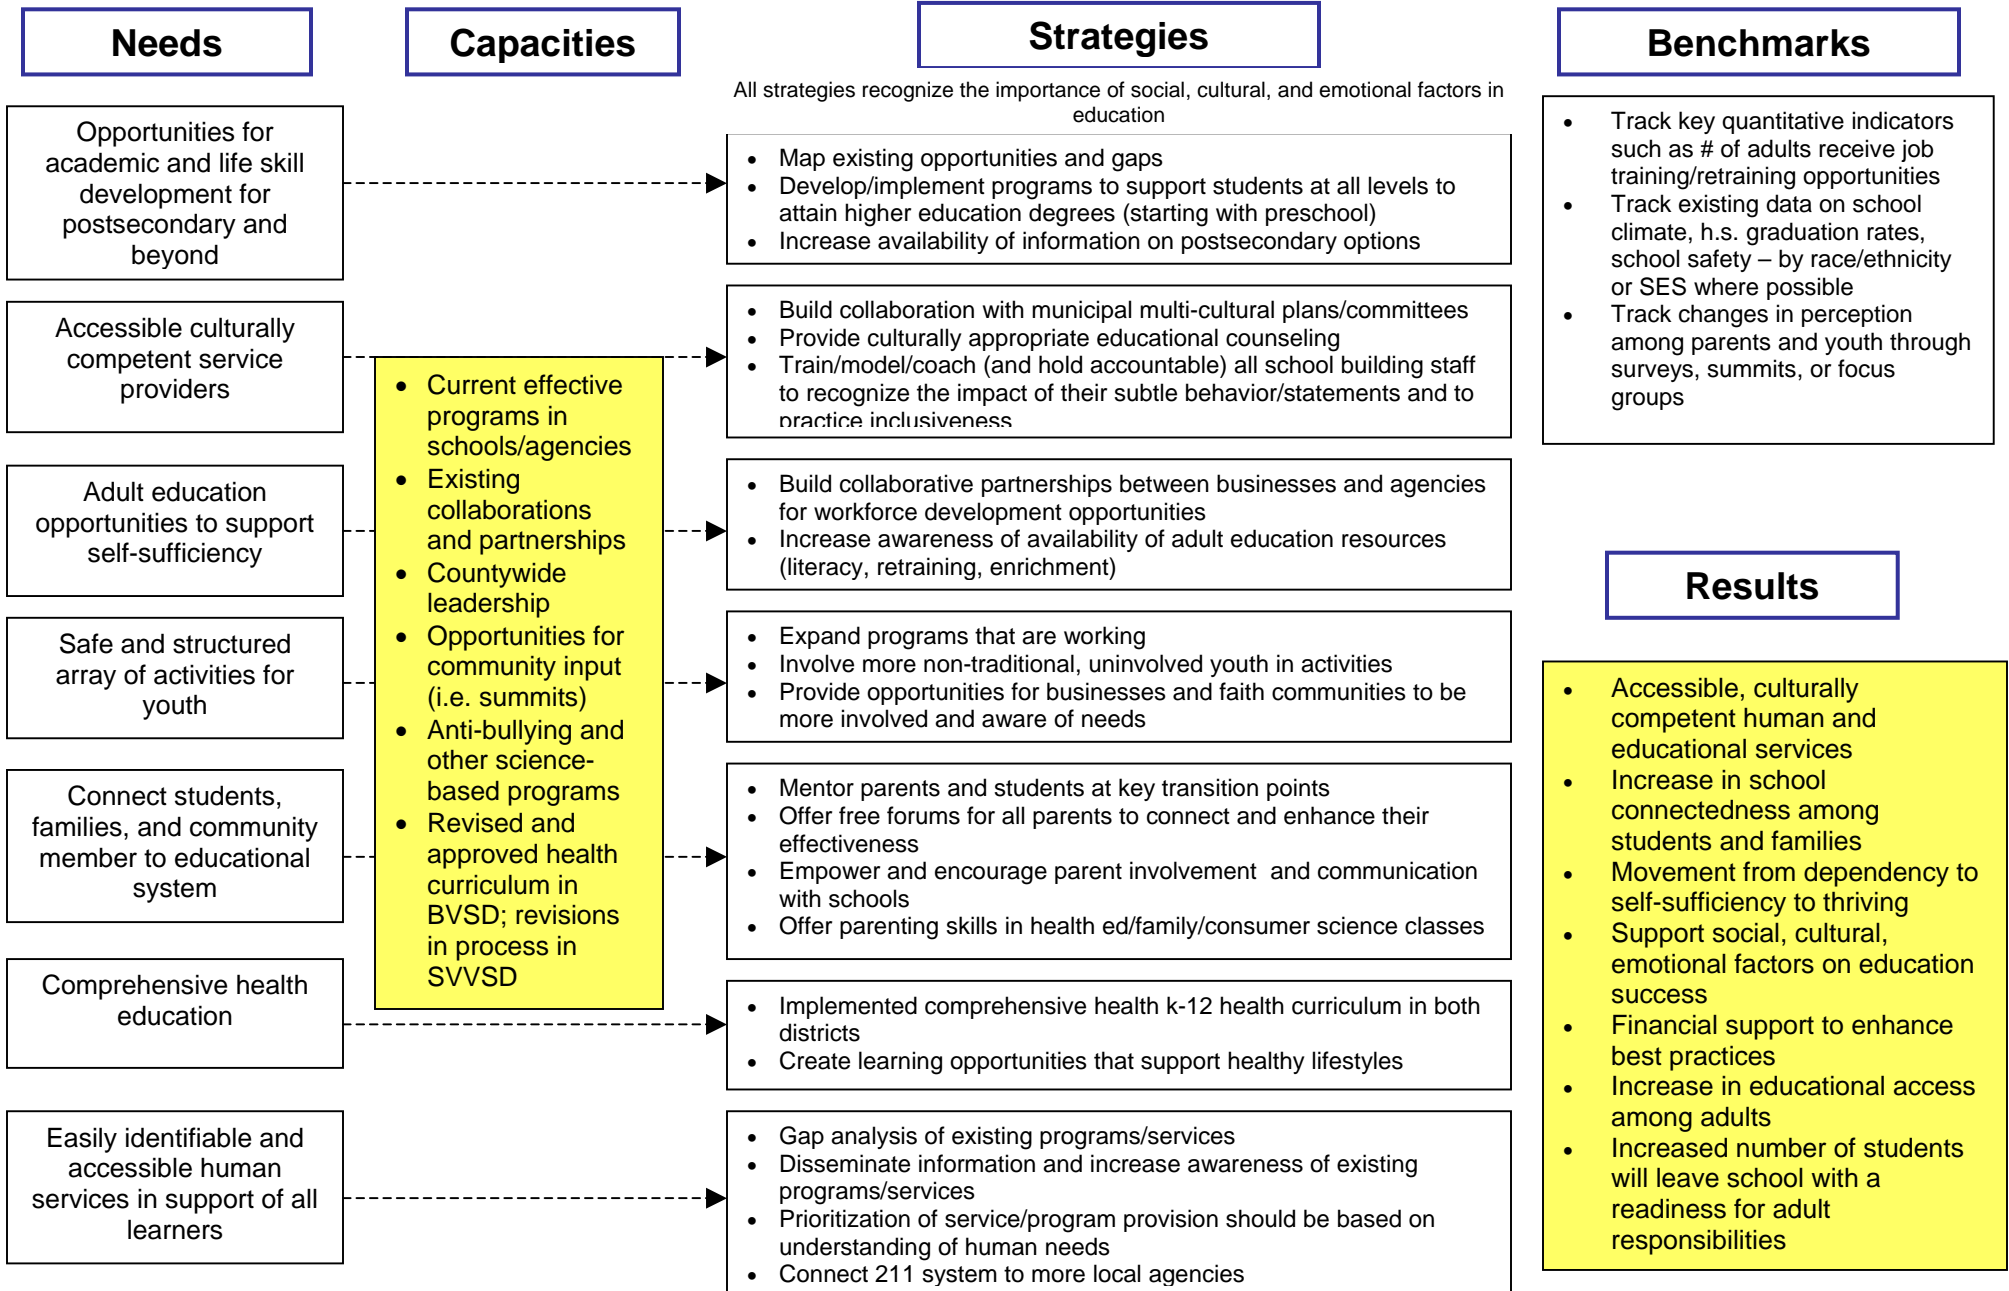 Needs
Capacities
Strategies
Benchmarks
All strategies recognize the importance of social, cultural, and emotional factors in
education
Opportunities for
academic and life skill
development for
postsecondary and
beyond
Accessible culturally
competent service
providers
Adult education
opportunities to support
self-sufficiency
Safe and structured
array of activities for
youth
Connect students,
families, and community
member to educational
system
Comprehensive health
education
Easily identifiable and
accessible human
services in support of all
learners
• Current effective
programs in
schools/agencies
• Existing
collaborations
and partnerships
• Countywide
leadership
• Opportunities for
community input
(i.e. summits)
• Anti-bullying and
other science-
based programs
• Revised and
approved health
curriculum in
BVSD; revisions
in process in
SVVSD
• Map existing opportunities and gaps
• Develop/implement programs to support students at all levels to
attain higher education degrees (starting with preschool)
• Increase availability of information on postsecondary options
• Build collaboration with municipal multi-cultural plans/committees
• Provide culturally appropriate educational counseling
• Train/model/coach (and hold accountable) all school building staff
to recognize the impact of their subtle behavior/statements and to
practice inclusiveness
• Build collaborative partnerships between businesses and agencies
for workforce development opportunities
• Increase awareness of availability of adult education resources
(literacy, retraining, enrichment)
• Expand programs that are working
• Involve more non-traditional, uninvolved youth in activities
• Provide opportunities for businesses and faith communities to be
more involved and aware of needs
• Mentor parents and students at key transition points
• Offer free forums for all parents to connect and enhance their
effectiveness
• Empower and encourage parent involvement and communication
with schools
• Offer parenting skills in health ed/family/consumer science classes
• Implemented comprehensive health k-12 health curriculum in both
districts
• Create learning opportunities that support healthy lifestyles
• Gap analysis of existing programs/services
• Disseminate information and increase awareness of existing
programs/services
• Prioritization of service/program provision should be based on
understanding of human needs
• Connect 211 system to more local agencies
• Track key quantitative indicators
such as # of adults receive job
training/retraining opportunities
• Track existing data on school
climate, h.s. graduation rates,
school safety – by race/ethnicity
or SES where possible
• Track changes in perception
among parents and youth through
surveys, summits, or focus
groups
Results
• Accessible, culturally
competent human and
educational services
• Increase in school
connectedness among
students and families
• Movement from dependency to
self-sufficiency to thriving
• Support social, cultural,
emotional factors on education
success
• Financial support to enhance
best practices
• Increase in educational access
among adults
• Increased number of students
will leave school with a
readiness for adult
responsibilities